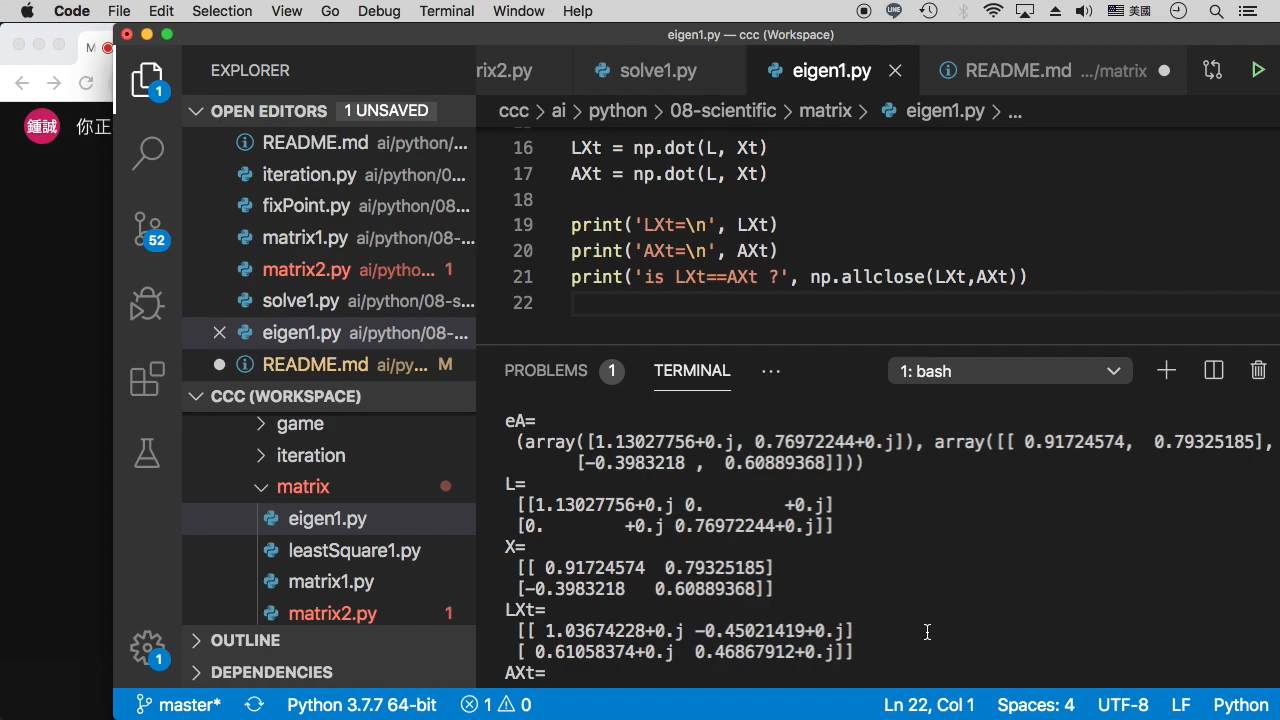 Code File Edit Selection View Go Debug Terminal Window Help
美國
eigen1.py — ccc (Workspace)
M
鍾誠 你正
1
52
1
EXPLORER
OPEN EDITORS 1 UNSAVED
README.md ai/python/...
iteration.py ai/python/0...
fixPoint.py ai/python/08...
matrix1.py ai/python/08-...
matrix2.py ai/pytho... 1
solve1.py ai/python/08-s...
eigen1.py ai/python/08-...
README.md ai/py... M
CCC (WORKSPACE)
game
iteration
matrix
eigen1.py
leastSquare1.py
matrix1.py
matrix2.py 1
OUTLINE
DEPENDENCIES
rix2.py solve1.py eigen1.py README.md .../matrix
ccc > ai > python > 08-scientific > matrix > eigen1.py > ...
16 LXt = np.dot(L, Xt)
17 AXt = np.dot(L, Xt)
18
19 print('LXt=\n', LXt)
20 print('AXt=\n', AXt)
21 print('is LXt==AXt ?', np.allclose(LXt,AXt))
22
PROBLEMS 1 TERMINAL ... 1: bash
eA=
(array([1.13027756+0.j, 0.76972244+0.j]), array([[ 0.91724574, 0.79325185],
[-0.3983218 , 0.60889368]]))
L=
[[1.13027756+0.j 0. +0.j]
[0. +0.j 0.76972244+0.j]]
X=
[[ 0.91724574 0.79325185]
[-0.3983218 0.60889368]]
LXt=
[[ 1.03674228+0.j -0.45021419+0.j]
[ 0.61058374+0.j 0.46867912+0.j]]
AXt=
master* Python 3.7.7 64-bit 1 0 Ln 22, Col 1 Spaces: 4 UTF-8 LF Python